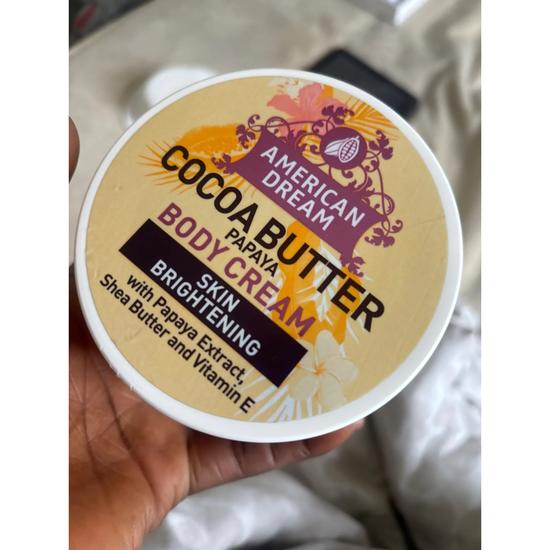 AMERICAN
DREAM
COCOA BUTTER
PAPAYA
BODY CREAM
SKIN
BRIGHTENING
with Papaya Extract,
Shea Butter and Vitamin E